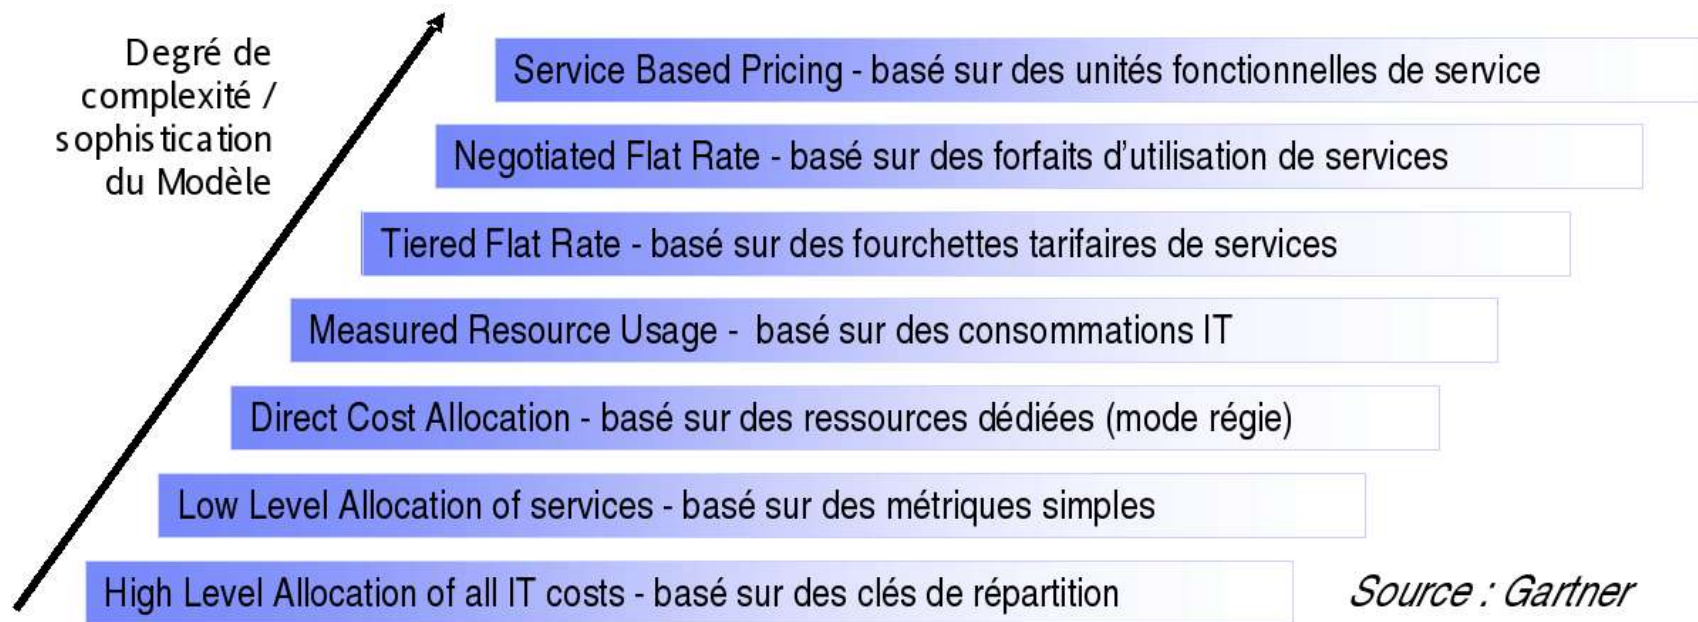 Degré de
complexité /
sophistication
du Modèle
Service Based Pricing - basé sur des unités fonctionnelles de service
Negotiated Flat Rate - basé sur des forfaits d'utilisation de services
Tiered Flat Rate - basé sur des fourchettes tarifaires de services
Measured Resource Usage - basé sur des consommations IT
Direct Cost Allocation - basé sur des ressources dédiées (mode régie)
Low Level Allocation of services - basé sur des métriques simples
High Level Allocation of all IT costs - basé sur des clés de répartition
Source : Gartner